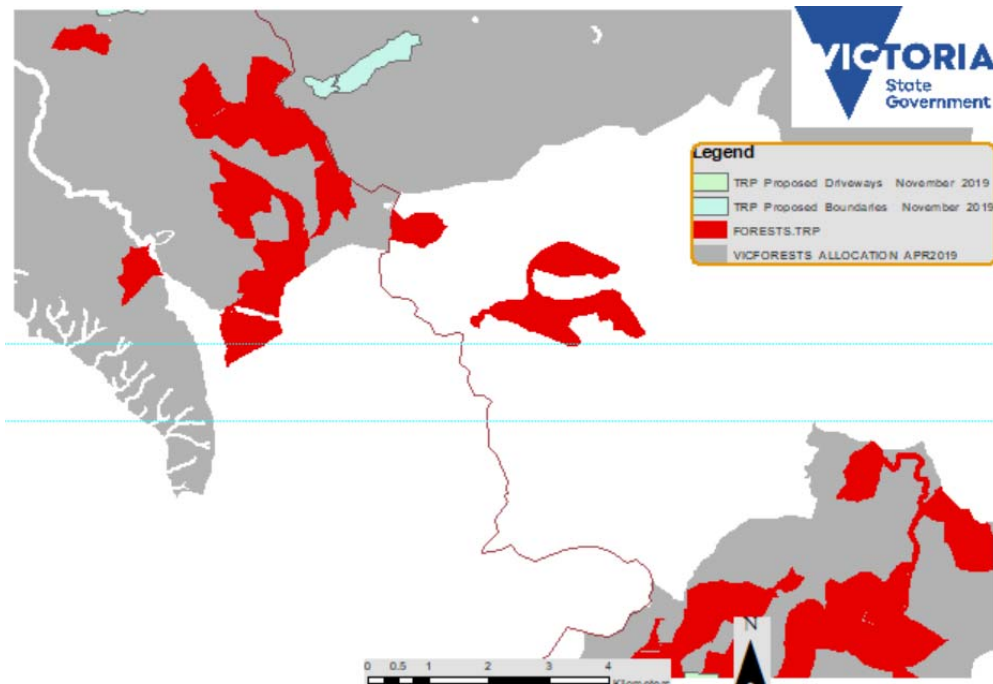 VICTORIA
State
Government
Legend
TRP Proposed Driveways November 2019
TRP Proposed Boundaries November 2019
FORESTS.TRP
VICFORESTS ALLOCATION APR2019
N
0 0.5 1 2 3 4
Kilometers